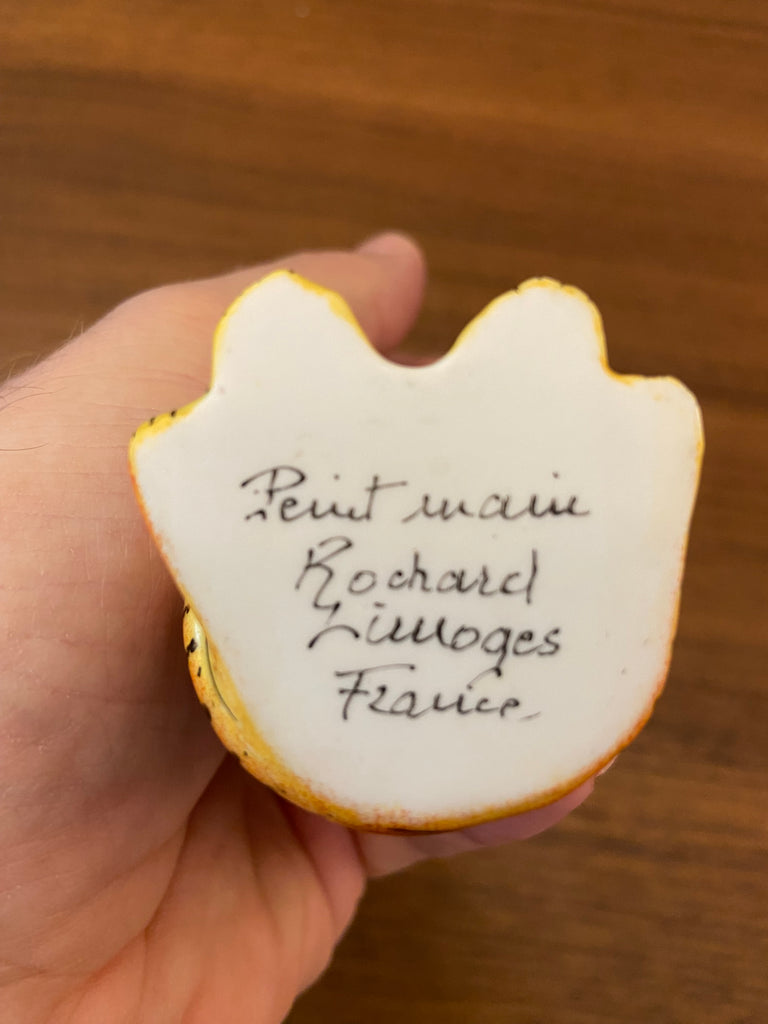 Peint main
Rochard
Limoges
France